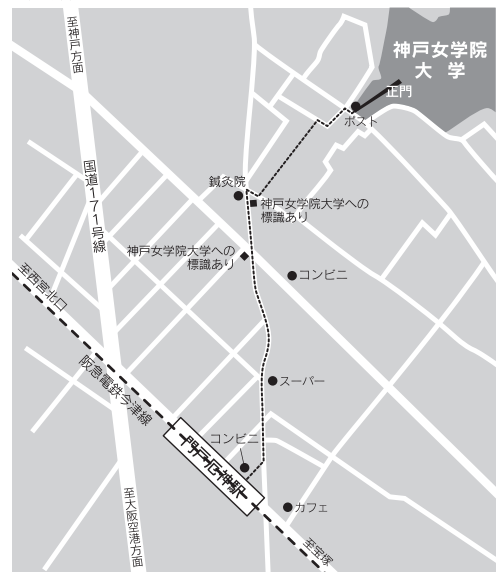 至神戸方面
神戸女学院
大学
正門
ポスト
国道171号線
鍼灸院
神戸女学院大学への
標識あり
神戸女学院大学への
標識あり
コンビニ
至西宮北口
阪急電鉄今津線
スーパー
コンビニ
門戸厄神駅
カフェ
至大阪空港方面
至宝塚